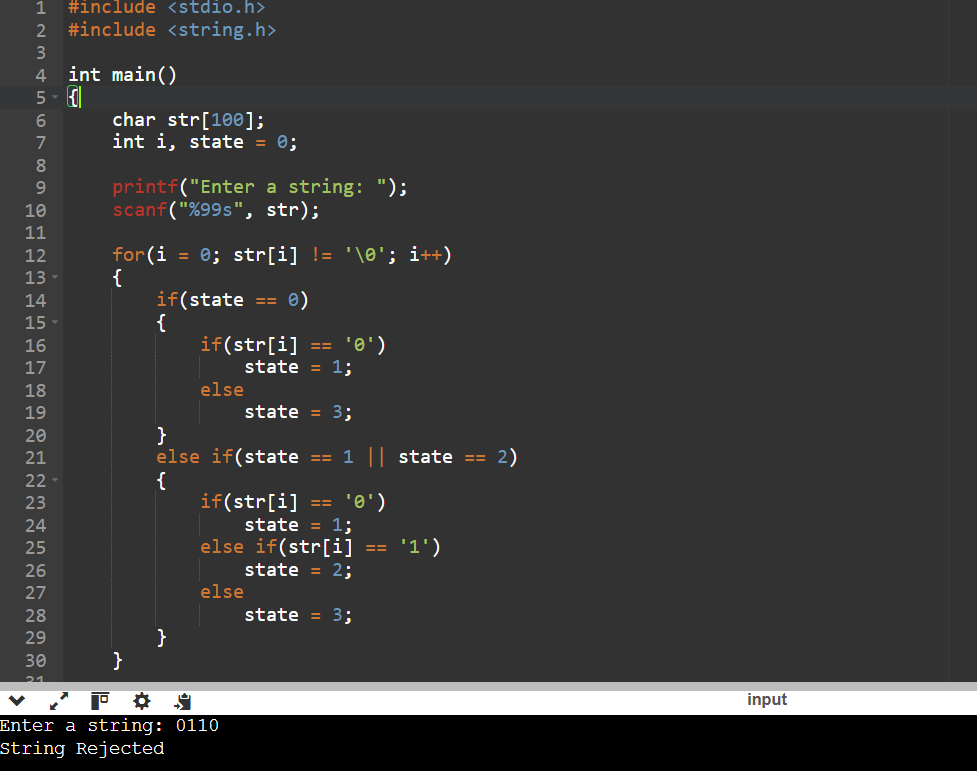 1 #include <stdio.h>
2 #include <string.h>
3
4 int main()
5 {
6     char str[100];
7     int i, state = 0;
8
9     printf("Enter a string: ");
10     scanf("%99s", str);
11
12     for(i = 0; str[i] != '\0'; i++)
13     {
14         if(state == 0)
15         {
16             if(str[i] == '0')
17                 state = 1;
18             else
19                 state = 3;
20         }
21         else if(state == 1 || state == 2)
22         {
23             if(str[i] == '0')
24                 state = 1;
25             else if(str[i] == '1')
26                 state = 2;
27             else
28                 state = 3;
29         }
30     }
31
input
Enter a string: 0110
String Rejected